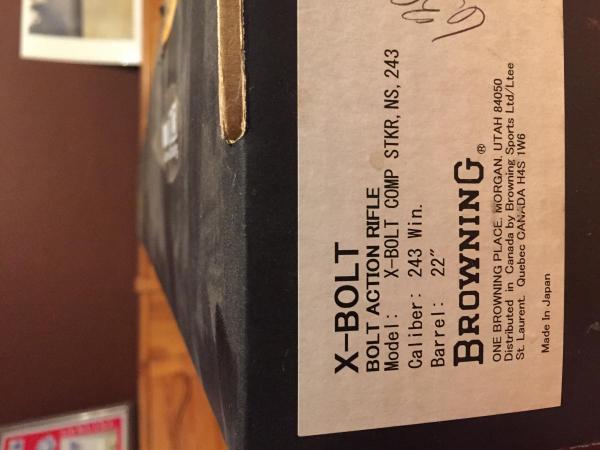 X-BOLT
BOLT ACTION RIFLE
Model: X-BOLT COMP STKR, NS, 243
Caliber: 243 Win.
Barrel: 22”
BROWNING®
ONE BROWNING PLACE, MORGAN, UTAH 84050
Distributed in Canada by Browning Sports Ltd/Ltee
St. Laurent, Quebec CANADA H4S 1W6
Made In Japan